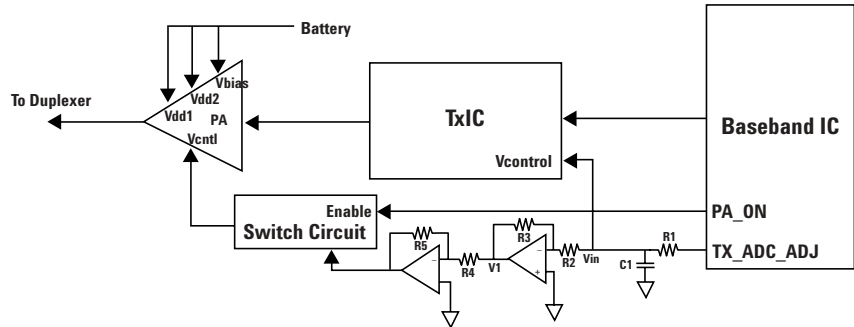 Battery
To Duplexer
Vbias
Vdd2
Vdd1
PA
Vcntl
TxIC
Vcontrol
Baseband IC
PA_ON
TX_ADC_ADJ
Enable
Switch Circuit
R5
R4
V1
R3
R2
Vin
C1
R1
−
−
+